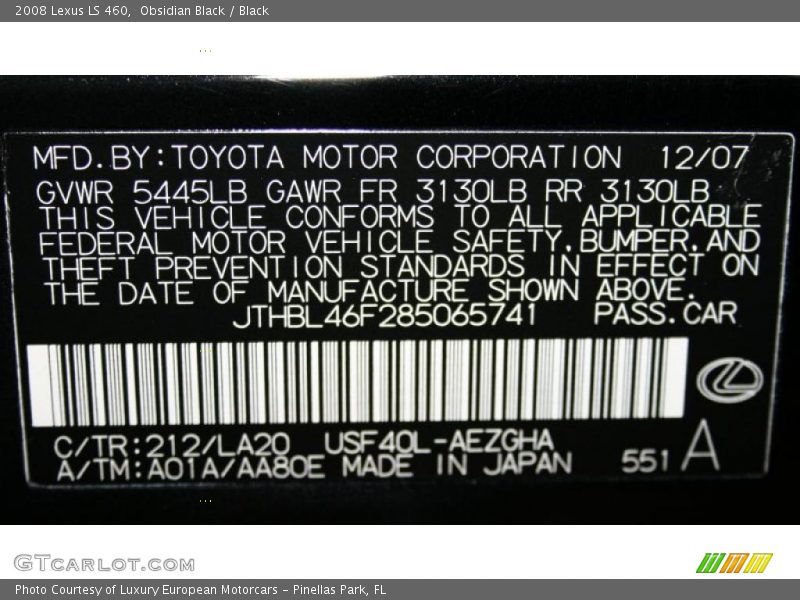 2008 Lexus LS 460,  Obsidian Black / Black
MFD.BY:TOYOTA MOTOR CORPORATION 12/07
GVWR 5445LB GAWR FR 3130LB RR 3130LB
THIS VEHICLE CONFORMS TO ALL APPLICABLE
FEDERAL MOTOR VEHICLE SAFETY,BUMPER,AND
THEFT PREVENTION STANDARDS IN EFFECT ON
THE DATE OF MANUFACTURE SHOWN ABOVE.
JTHBL46F285065741 PASS.CAR
C/TR:212/LA20 USF40L-AEZGHA
A/TM:A01A/AA80E MADE IN JAPAN 551 A
GTCarLot.com
Photo Courtesy of Luxury European Motorcars - Pinellas Park, FL